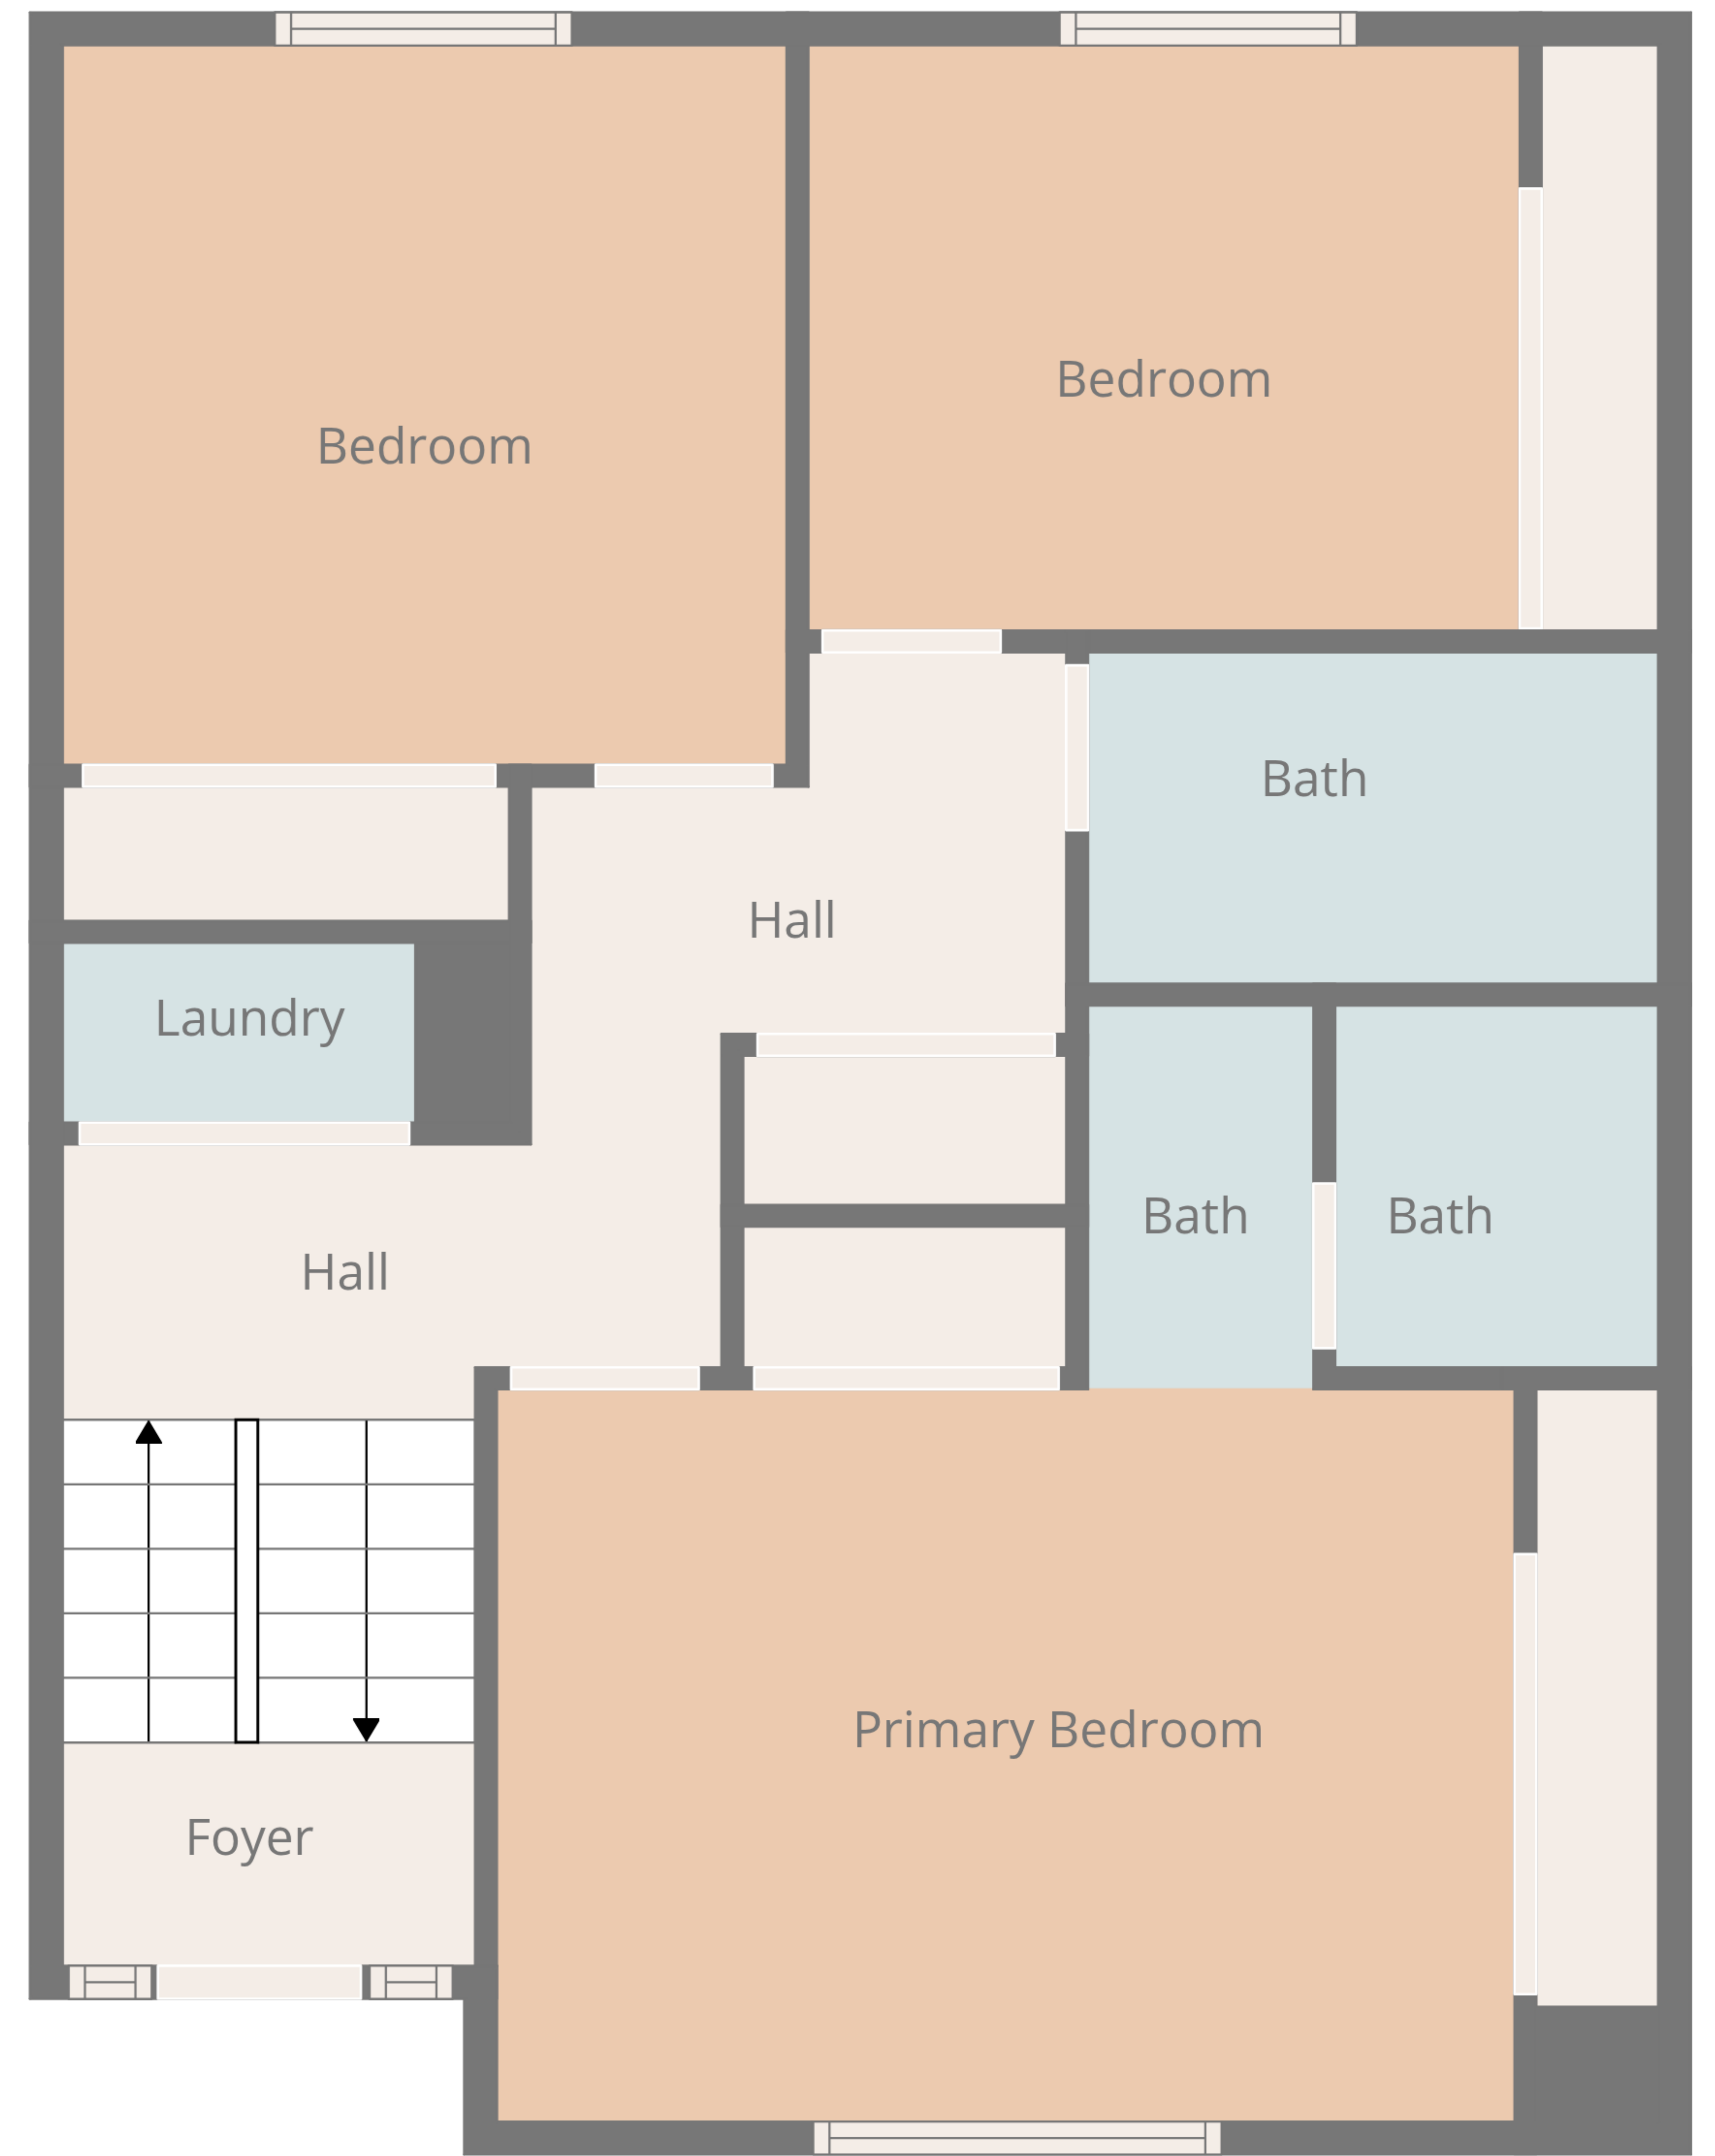 Bedroom
Bedroom
Bath
Hall
Laundry
Bath
Bath
Hall
Primary Bedroom
Foyer